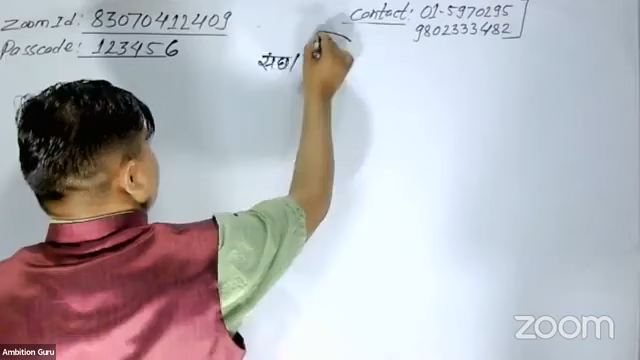 Zoom Id: 83070412409
Passcode: 123456
Contact: 01-5970295
9802333482
संघ/
Ambition Guru
zoom